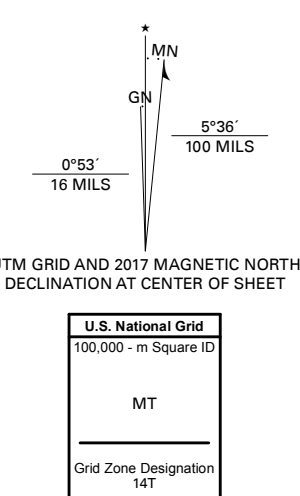 ★
MN
GN
5°36´
100 MILS
0°53´
16 MILS
UTM GRID AND 2017 MAGNETIC NORTH
DECLINATION AT CENTER OF SHEET
U.S. National Grid
100,000 - m Square ID
MT
Grid Zone Designation
14T